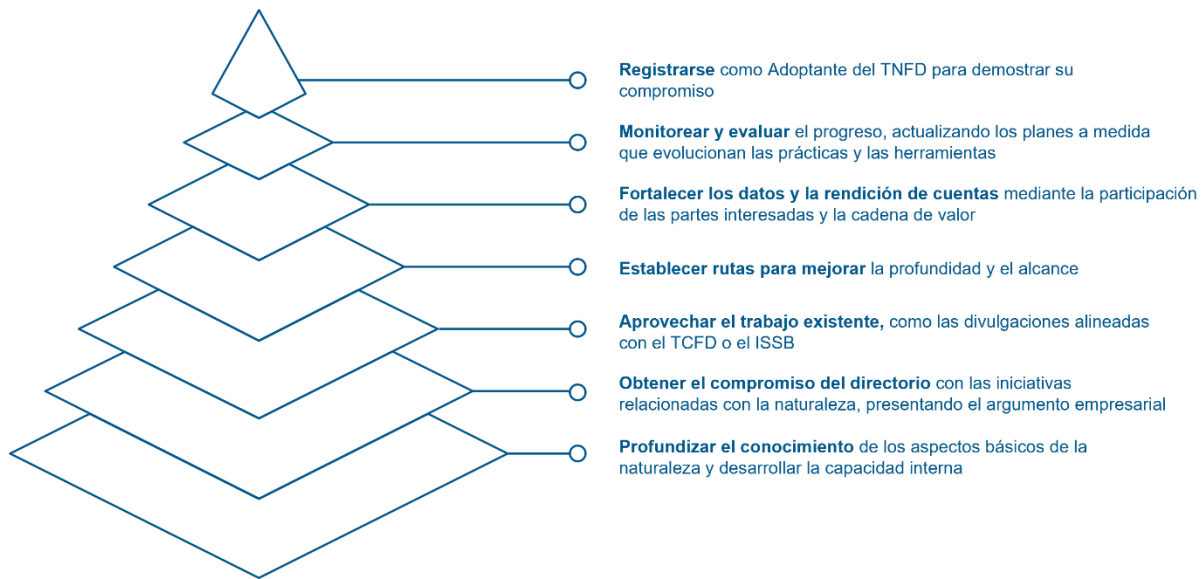 Registrarse como Adoptante del TNFD para demostrar su
compromiso
Monitorear y evaluar el progreso, actualizando los planes a medida
que evolucionan las prácticas y las herramientas
Fortalecer los datos y la rendición de cuentas mediante la participación
de las partes interesadas y la cadena de valor
Establecer rutas para mejorar la profundidad y el alcance
Aprovechar el trabajo existente, como las divulgaciones alineadas
con el TCFD o el ISSB
Obtener el compromiso del directorio con las iniciativas
relacionadas con la naturaleza, presentando el argumento empresarial
Profundizar el conocimiento de los aspectos básicos de la
naturaleza y desarrollar la capacidad interna